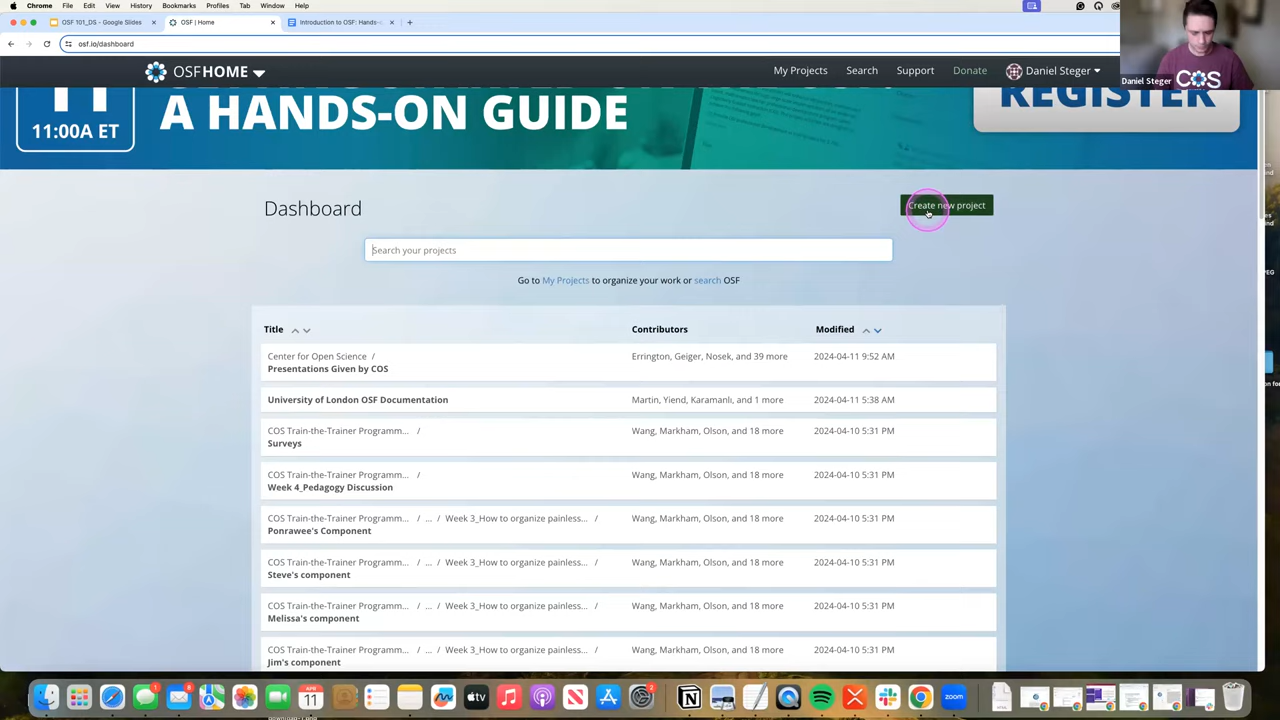 Chrome File Edit View History Bookmarks Profiles Tab Window Help
OSF 101_DS - Google Slides
OSF | Home
Introduction to OSF: Hands-
osf.io/dashboard
OSFHOME
My Projects
Search
Support
Donate
Daniel Steger
Daniel Steger
COS
11
11:00A ET
A HANDS-ON GUIDE
REGISTER
Dashboard
Create new project
Search your projects
Go to My Projects to organize your work or search OSF
Title Contributors Modified
Center for Open Science /
Presentations Given by COS
Errington, Geiger, Nosek, and 39 more
2024-04-11 9:52 AM
University of London OSF Documentation
Martin, Yiend, Karamanlı, and 1 more
2024-04-11 5:38 AM
COS Train-the-Trainer Programm... /
Surveys
Wang, Markham, Olson, and 18 more
2024-04-10 5:31 PM
COS Train-the-Trainer Programm... /
Week 4_Pedagogy Discussion
Wang, Markham, Olson, and 18 more
2024-04-10 5:31 PM
COS Train-the-Trainer Programm... / ... / Week 3_How to organize painless... /
Ponrawee's Component
Wang, Markham, Olson, and 18 more
2024-04-10 5:31 PM
COS Train-the-Trainer Programm... / ... / Week 3_How to organize painless... /
Steve's component
Wang, Markham, Olson, and 18 more
2024-04-10 5:31 PM
COS Train-the-Trainer Programm... / ... / Week 3_How to organize painless... /
Melissa's component
Wang, Markham, Olson, and 18 more
2024-04-10 5:31 PM
COS Train-the-Trainer Programm... / ... / Week 3_How to organize painless... /
Jim's component
Wang, Markham, Olson, and 18 more
2024-04-10 5:31 PM
APR
11
tv
zoom